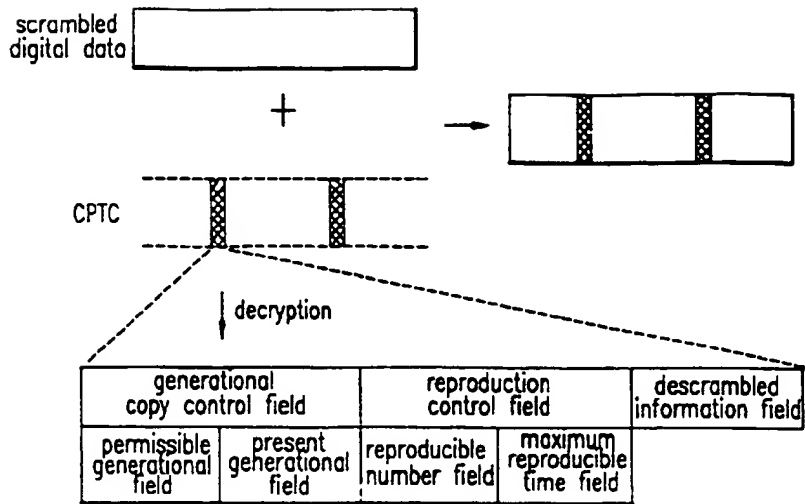 scrambled
digital data
+
CPTC
decryption
generational
copy control field
reproduction
control field
descrambled
information field
permissible
generational
field
present
generational
field
reproducible
number field
maximum
reproducible
time field